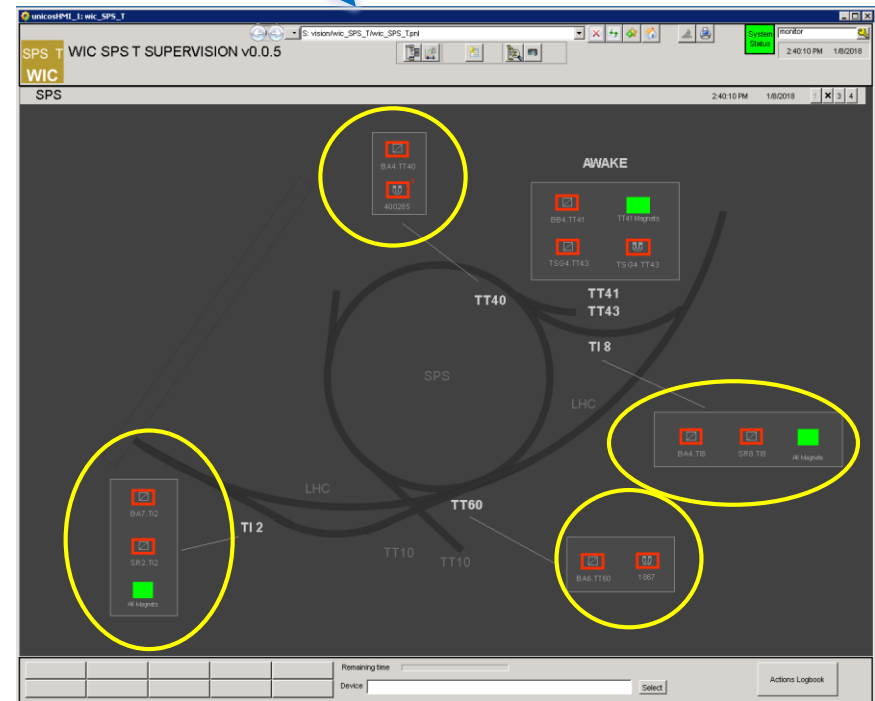 unicosHMI_1: wic_SPS_T
S: vision/wic_SPS_T/wic_SPS_T.pnl
SPS T
WIC
WIC SPS T SUPERVISION v0.0.5
System Status
monitor
2:40:10 PM 1/8/2018
SPS
2:40:10 PM 1/8/2018 1 X 3 4
BA4.TT40
400285
AWAKE
BB4.TT41
TT41 Magnets
TSG4.TT43
TSG4.TT43
TT40
TT41
TT43
TI 8
SPS
LHC
BA4.TI8
SR8.TI8
All Magnets
LHC
TT60
BA7.TI2
TI 2
SR2.TI2
TT10
TT10
BA6.TT60
1867
All Magnets
Remaining time
Device
Select
Actions Logbook